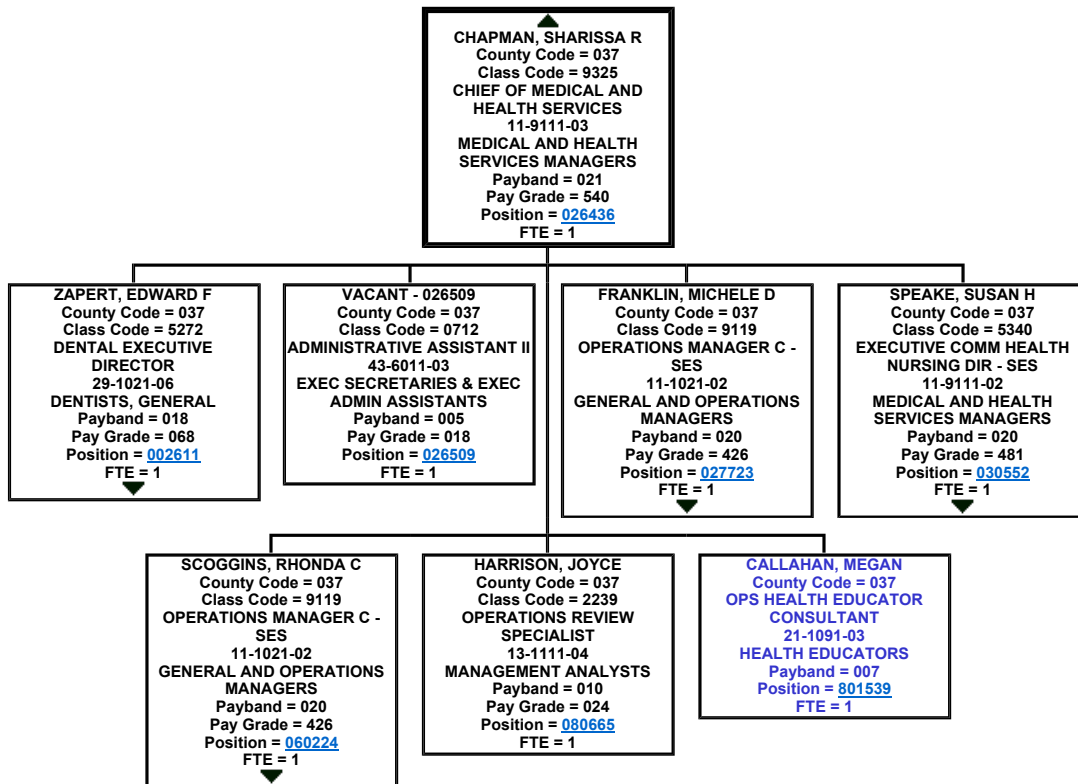 CHAPMAN, SHARISSA R
County Code = 037
Class Code = 9325
CHIEF OF MEDICAL AND
HEALTH SERVICES
11-9111-03
MEDICAL AND HEALTH
SERVICES MANAGERS
Payband = 021
Pay Grade = 540
Position = 026436
FTE = 1
ZAPERT, EDWARD F
County Code = 037
Class Code = 5272
DENTAL EXECUTIVE
DIRECTOR
29-1021-06
DENTISTS, GENERAL
Payband = 018
Pay Grade = 068
Position = 002611
FTE = 1
VACANT - 026509
County Code = 037
Class Code = 0712
ADMINISTRATIVE ASSISTANT II
43-6011-03
EXEC SECRETARIES & EXEC
ADMIN ASSISTANTS
Payband = 005
Pay Grade = 018
Position = 026509
FTE = 1
FRANKLIN, MICHELE D
County Code = 037
Class Code = 9119
OPERATIONS MANAGER C -
SES
11-1021-02
GENERAL AND OPERATIONS
MANAGERS
Payband = 020
Pay Grade = 426
Position = 027723
FTE = 1
SPEAKE, SUSAN H
County Code = 037
Class Code = 5340
EXECUTIVE COMM HEALTH
NURSING DIR - SES
11-9111-02
MEDICAL AND HEALTH
SERVICES MANAGERS
Payband = 020
Pay Grade = 481
Position = 030552
FTE = 1
SCOGGINS, RHONDA C
County Code = 037
Class Code = 9119
OPERATIONS MANAGER C -
SES
11-1021-02
GENERAL AND OPERATIONS
MANAGERS
Payband = 020
Pay Grade = 426
Position = 060224
FTE = 1
HARRISON, JOYCE
County Code = 037
Class Code = 2239
OPERATIONS REVIEW
SPECIALIST
13-1111-04
MANAGEMENT ANALYSTS
Payband = 010
Pay Grade = 024
Position = 080665
FTE = 1
CALLAHAN, MEGAN
County Code = 037
OPS HEALTH EDUCATOR
CONSULTANT
21-1091-03
HEALTH EDUCATORS
Payband = 007
Position = 801539
FTE = 1